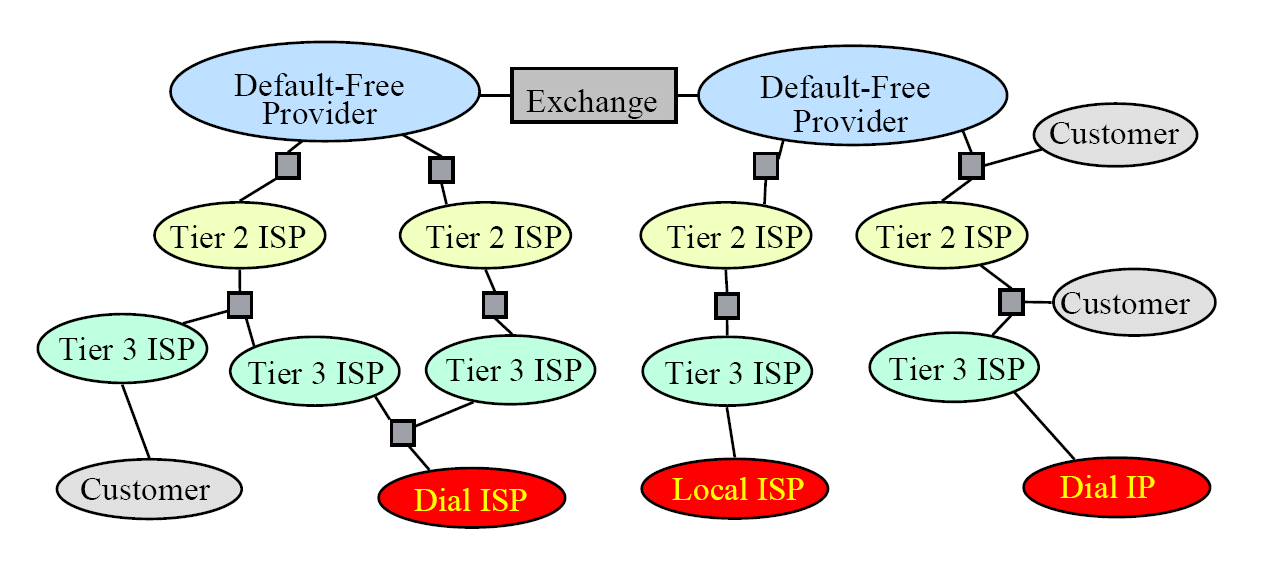 Default-Free
Provider
Exchange
Default-Free
Provider
Customer
Tier 2 ISP
Tier 2 ISP
Tier 2 ISP
Tier 2 ISP
Customer
Tier 3 ISP
Tier 3 ISP
Tier 3 ISP
Tier 3 ISP
Tier 3 ISP
Customer
Dial ISP
Local ISP
Dial IP